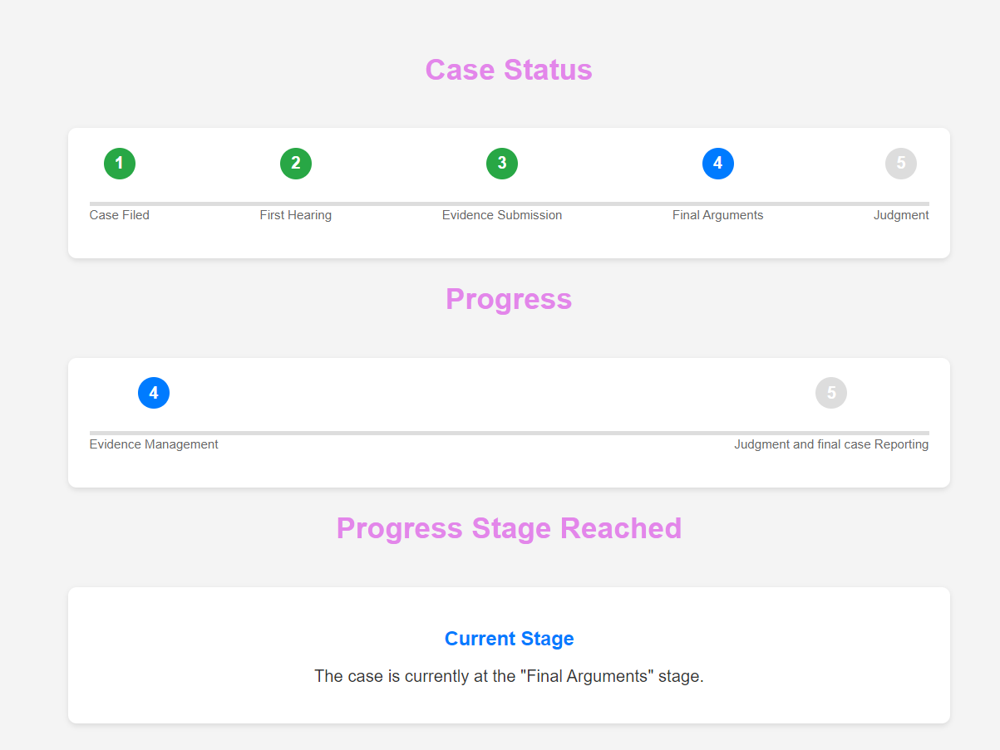 Case Status
1 2 3 4 5
Case Filed First Hearing Evidence Submission Final Arguments Judgment
Progress
4 5
Evidence Management Judgment and final case Reporting
Progress Stage Reached
Current Stage
The case is currently at the "Final Arguments" stage.